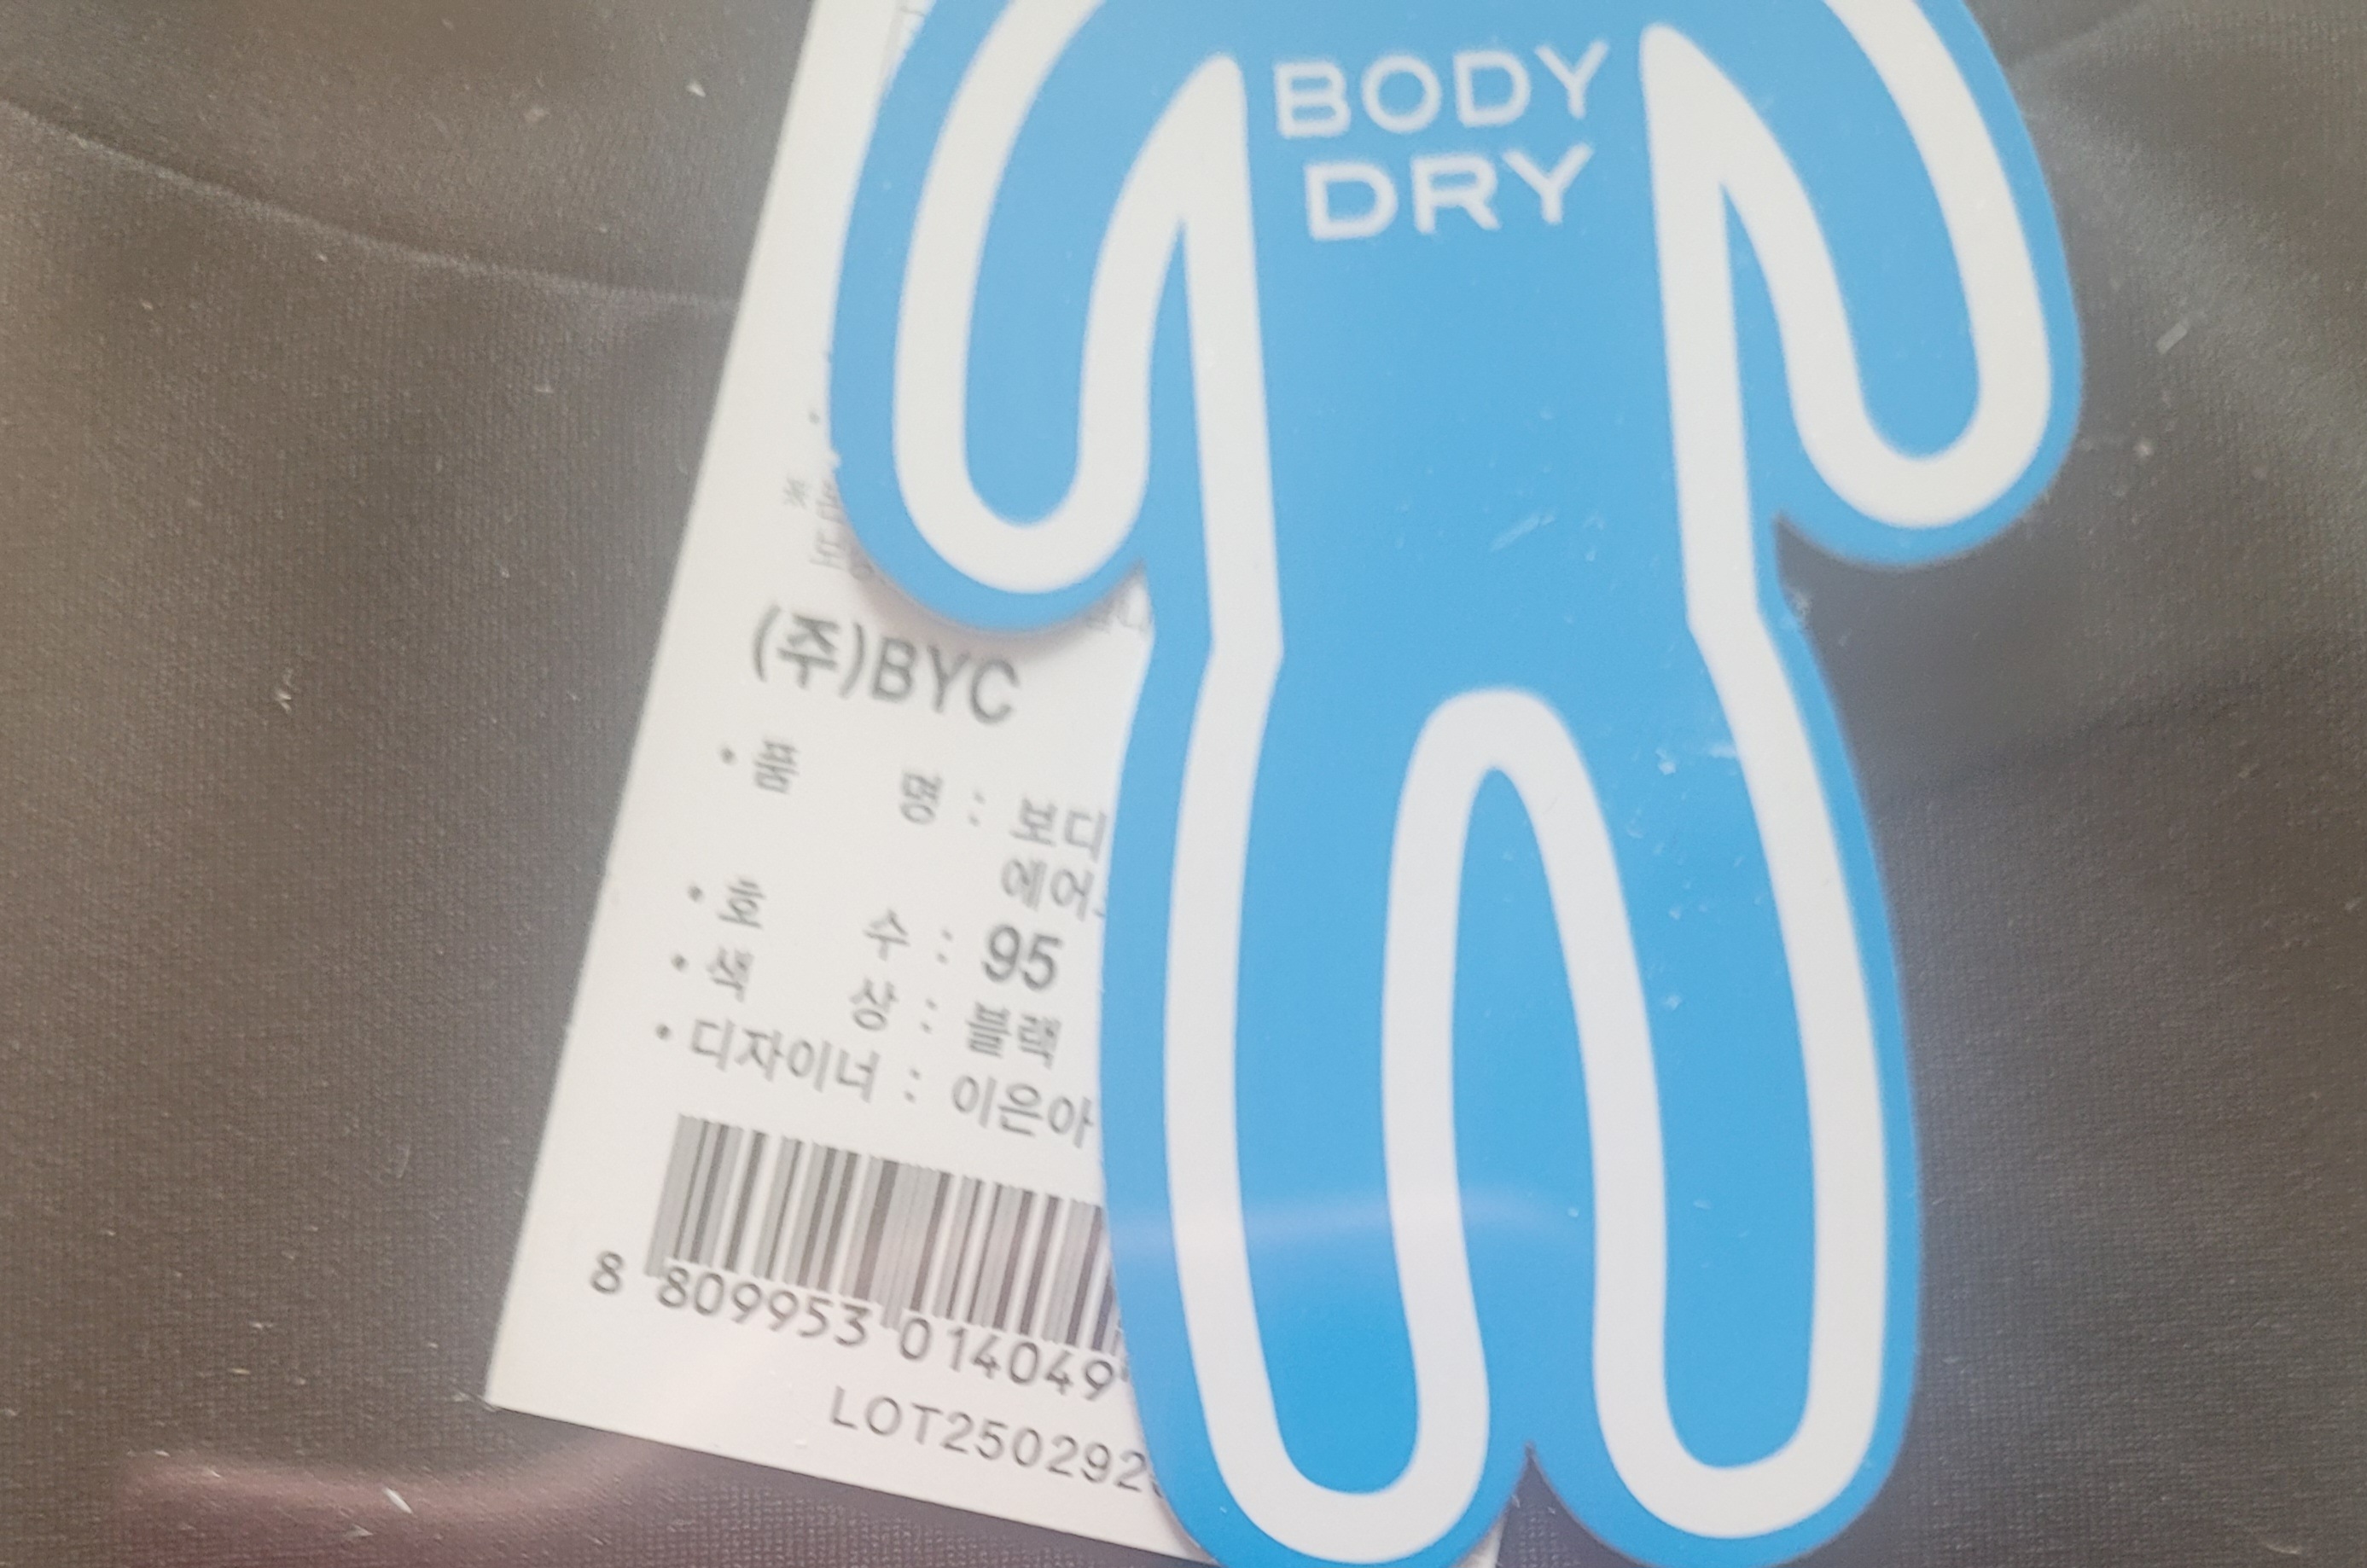 BODY
DRY
(주)BYC
• 품 명 : 보디
에어
• 호 수 : 95
• 색 상 : 블랙
• 디자이너 : 이은아
8 809953 014049
LOT250292